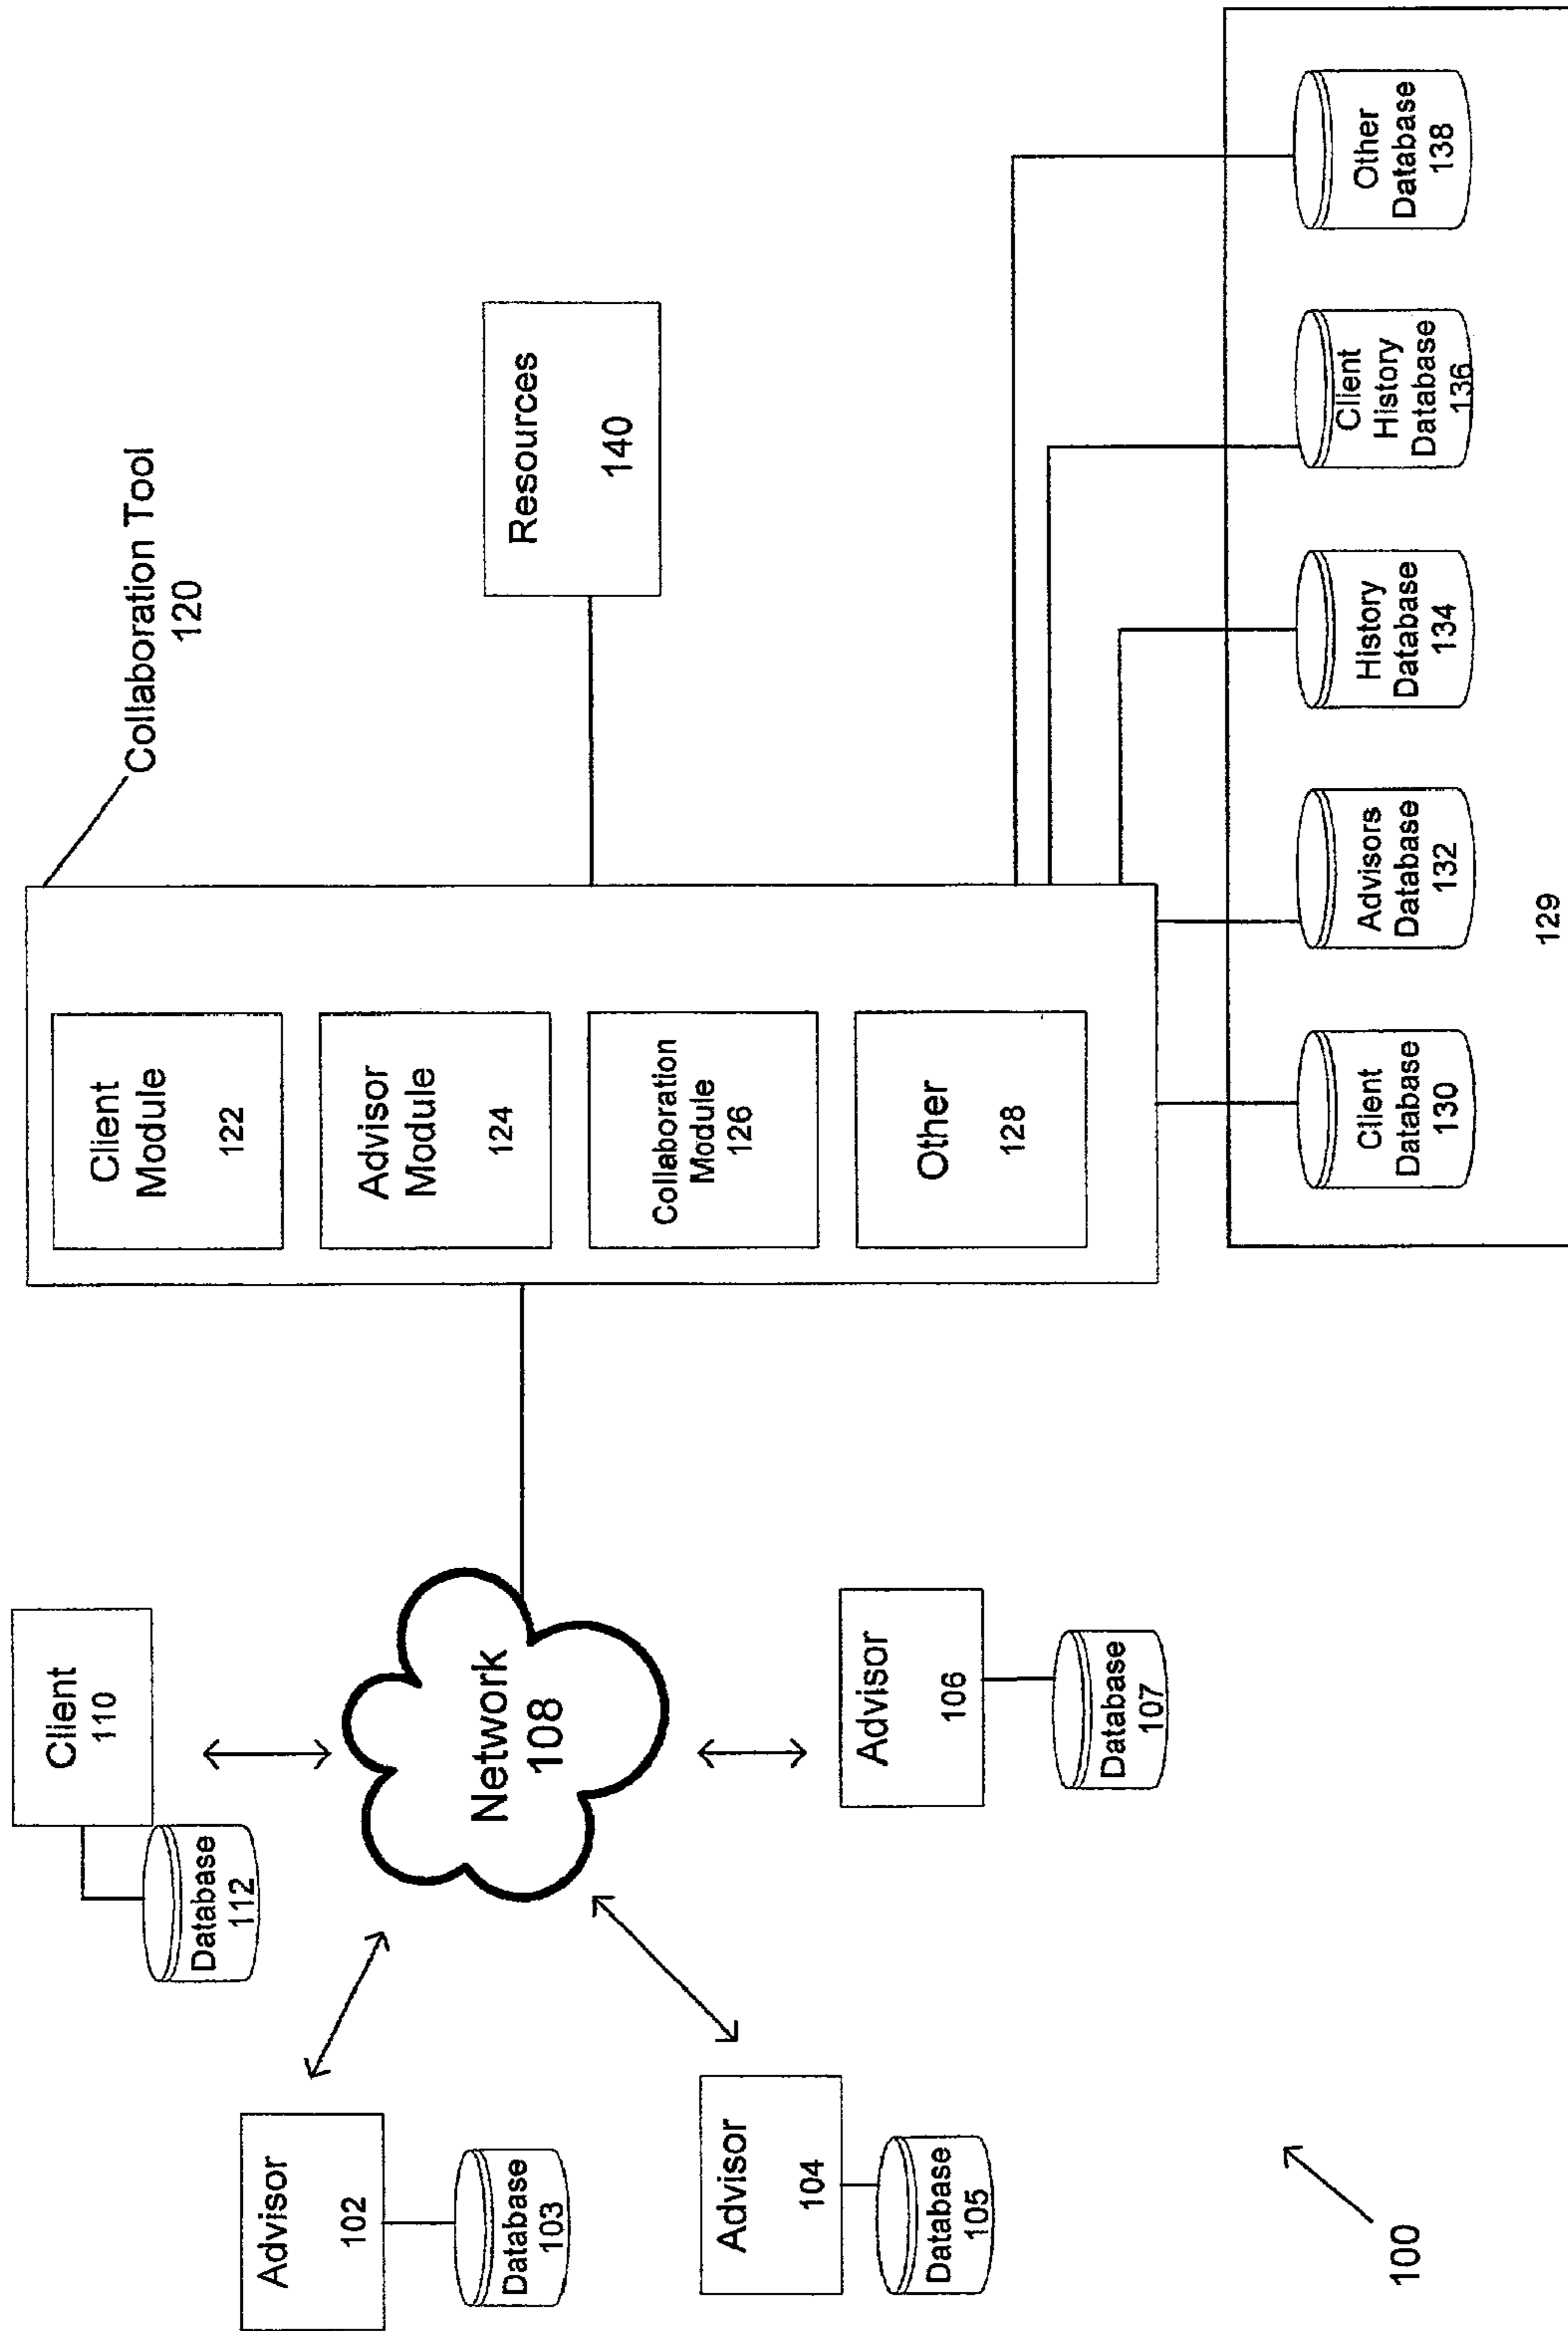 Client
110
Database
112
Advisor
102
Database
103
Advisor
104
Database
105
Network
108
Advisor
106
Database
107
100
Collaboration Tool
120
Client
Module
122
Advisor
Module
124
Collaboration
Module
126
Other
128
Resources
140
Client
Database
130
Advisors
Database
132
History
Database
134
Client
History
Database
136
Other
Database
138
129